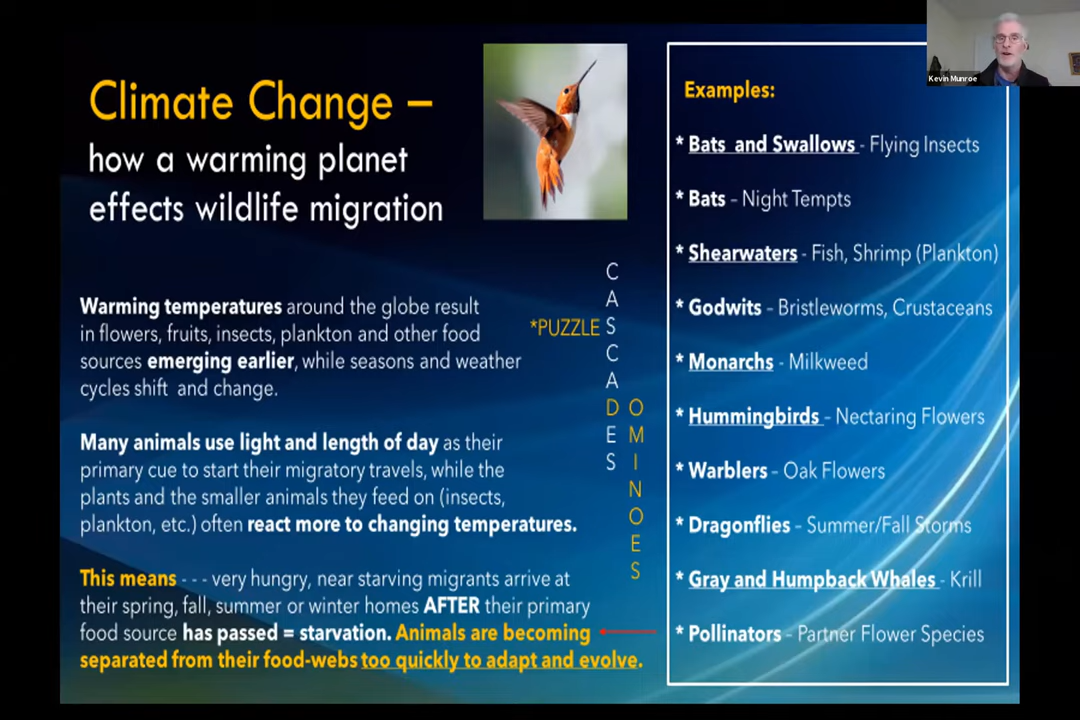 Climate Change –
how a warming planet
effects wildlife migration
Warming temperatures around the globe result
in flowers, fruits, insects, plankton and other food
sources emerging earlier, while seasons and weather
cycles shift and change.
Many animals use light and length of day as their
primary cue to start their migratory travels, while the
plants and the smaller animals they feed on (insects,
plankton, etc.) often react more to changing temperatures.
This means - - - very hungry, near starving migrants arrive at
their spring, fall, summer or winter homes AFTER their primary
food source has passed = starvation. Animals are becoming
separated from their food-webs too quickly to adapt and evolve.
*PUZZLE
CASCADES
DOMINOES
Examples:
* Bats and Swallows - Flying Insects
* Bats – Night Tempts
* Shearwaters - Fish, Shrimp (Plankton)
* Godwits – Bristleworms, Crustaceans
* Monarchs - Milkweed
* Hummingbirds - Nectaring Flowers
* Warblers – Oak Flowers
* Dragonflies – Summer/Fall Storms
* Gray and Humpback Whales - Krill
* Pollinators – Partner Flower Species
Kevin Munroe